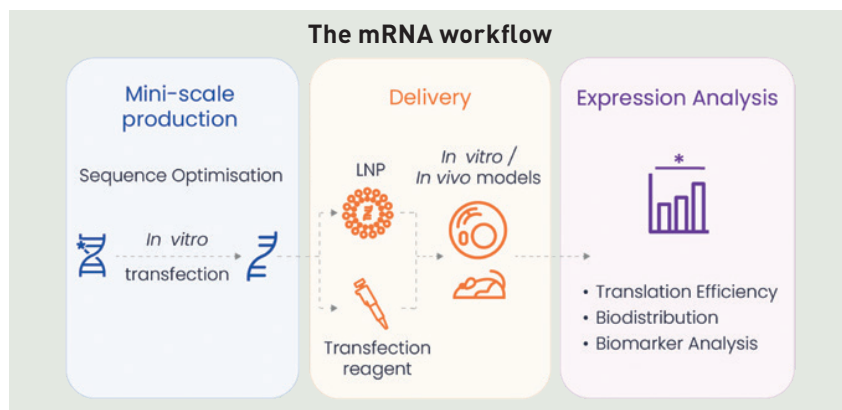 The mRNA workflow
Mini-scale
production
Sequence Optimisation
In vitro
transfection
Delivery
LNP
Transfection
reagent
In vitro /
In vivo models
Expression Analysis
*
• Translation Efficiency
• Biodistribution
• Biomarker Analysis